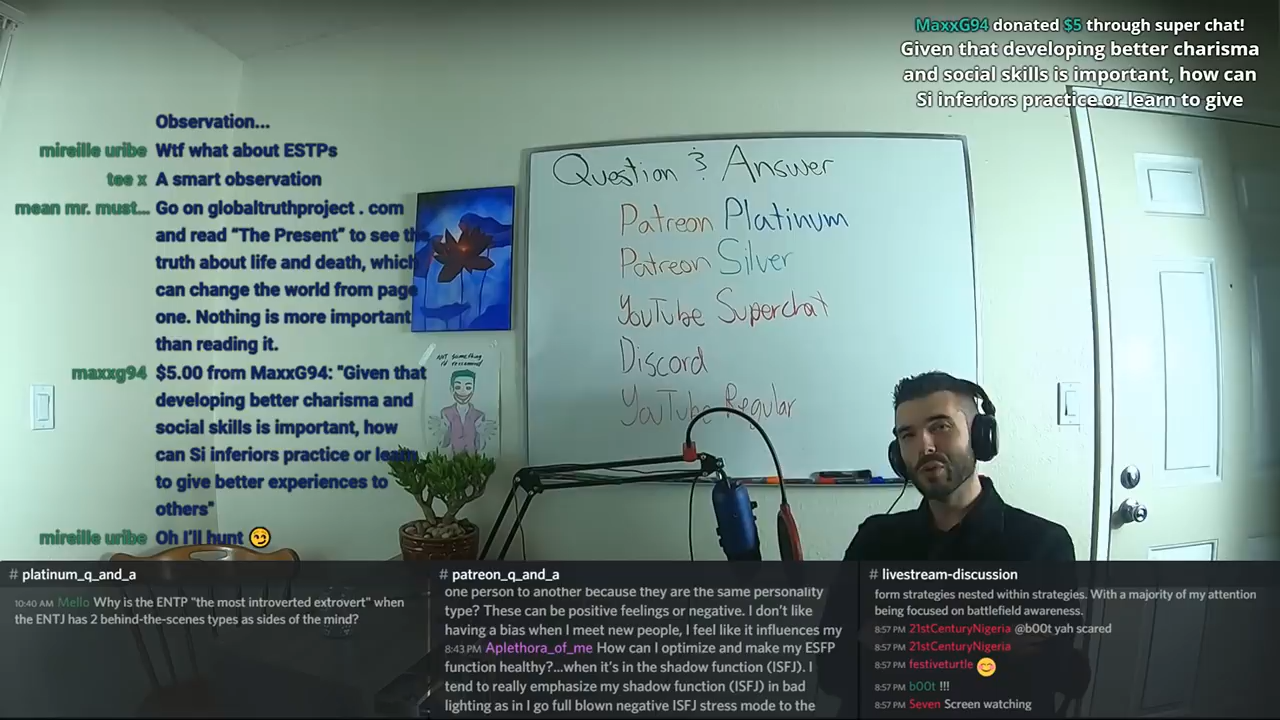 MaxxG94 donated $5 through super chat!
Given that developing better charisma
and social skills is important, how can
Si inferiors practice or learn to give
Observation...
mireille uribe Wtf what about ESTPs
tee x A smart observation
mean mr. must... Go on globaltruthproject . com
and read “The Present” to see the
truth about life and death, which
can change the world from page
one. Nothing is more important
than reading it.
maxxg94 $5.00 from MaxxG94: "Given that
developing better charisma and
social skills is important, how
can Si inferiors practice or learn
to give better experiences to
others"
mireille uribe Oh I’ll hunt 😏
Question & Answer
Patreon Platinum
Patreon Silver
YouTube Superchat
Discord
YouTube Regular
NOT something
# platinum_q_and_a
10:40 AM Mello Why is the ENTP "the most introverted extrovert" when
the ENTJ has 2 behind-the-scenes types as sides of the mind?
# patreon_q_and_a
one person to another because they are the same personality
type? These can be positive feelings or negative. I don't like
having a bias when I meet new people, I feel like it influences my
8:43 PM Aplethora_of_me How can I optimize and make my ESFP
function healthy?...when it's in the shadow function (ISFJ). I
tend to really emphasize my shadow function (ISFJ) in bad
lighting as in I go full blown negative ISFJ stress mode to the
# livestream-discussion
form strategies nested within strategies. With a majority of my attention
being focused on battlefield awareness.
8:57 PM 21stCenturyNigeria @b00t yah scared
8:57 PM 21stCenturyNigeria
8:57 PM festiveturtle 😊
8:57 PM b00t !!!
8:57 PM Seven Screen watching